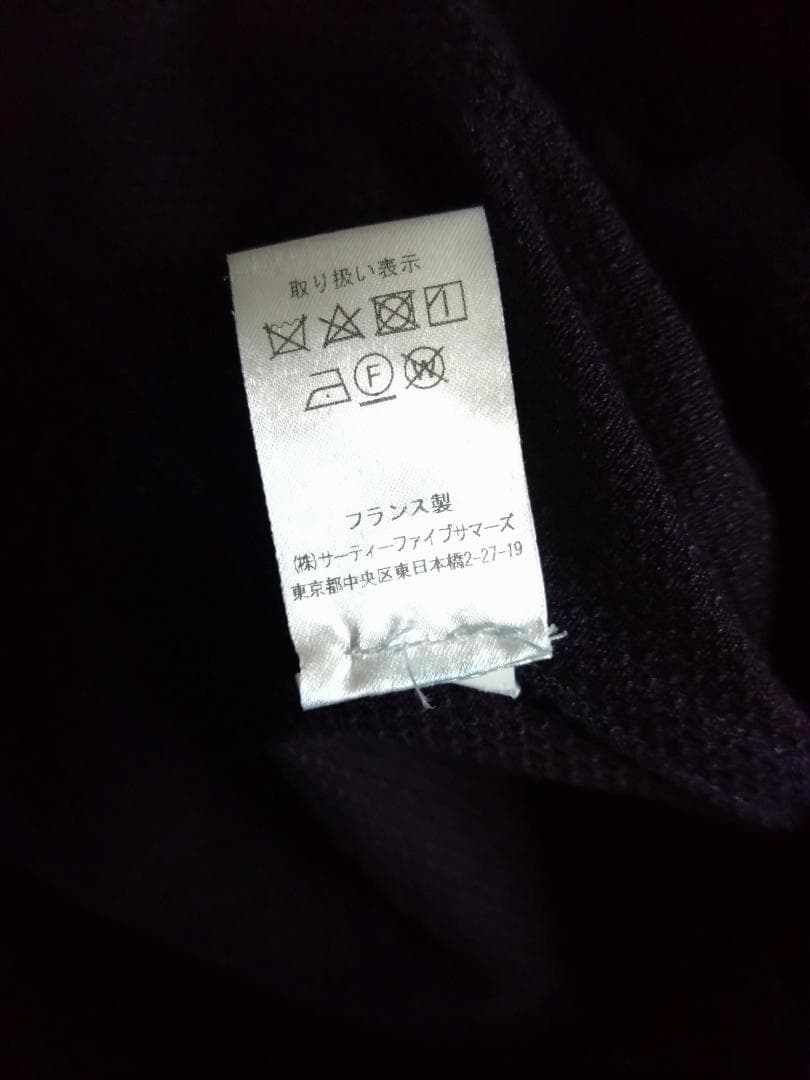 取り扱い表示
F W
フランス製
(株)サーティーファイブサマーズ
東京都中央区東日本橋2-27-19